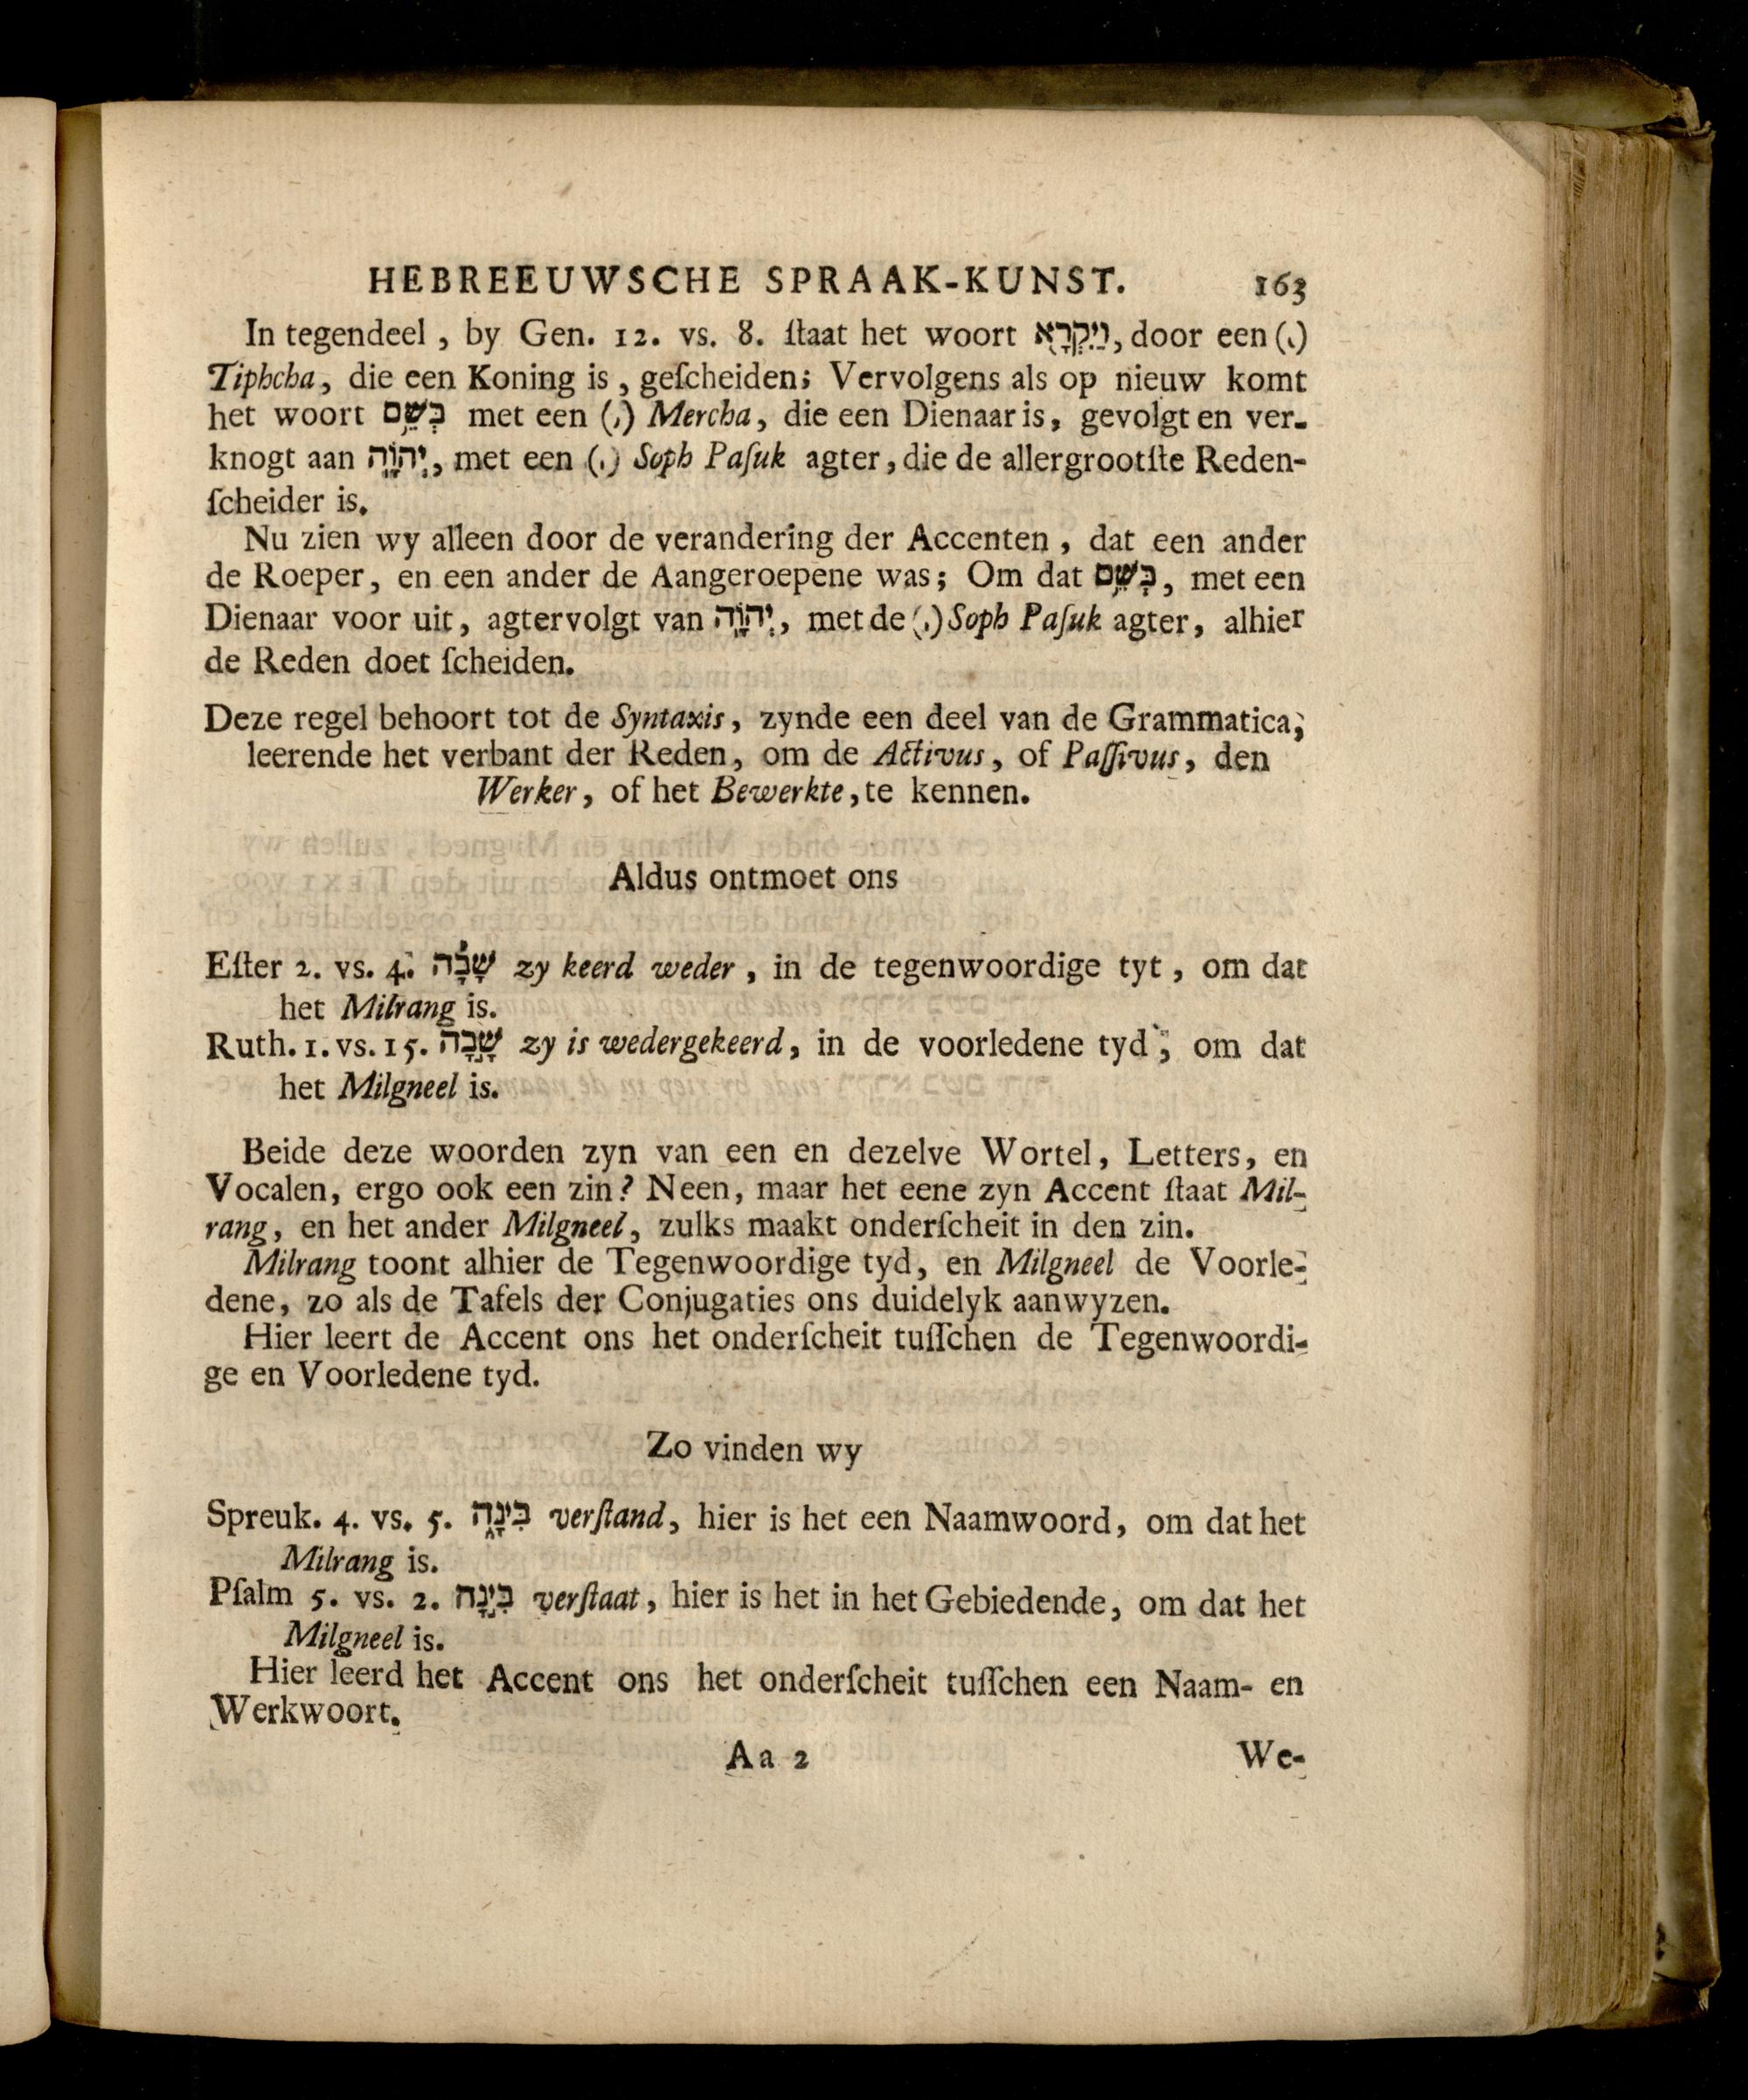 HEBREEUWSCHE SPRAAK-KUNST. 163
In tegendeel, by Gen. 12. vs. 8. ſtaat het woort וַיִּקְרָ֖א, door een (֖)
Tiphcha, die een Koning is, geſcheiden; Vervolgens als op nieuw komt
het woort בְּשֵ֥ם met een (֥) Mercha, die een Dienaar is, gevolgt en ver-
knogt aan יְהוָֹֽה, met een (ֽ) Soph Paſuk agter, die de allergrootſte Reden-
ſcheider is.
Nu zien wy alleen door de verandering der Accenten, dat een ander
de Roeper, en een ander de Aangeroepene was; Om dat בְּשֵ֥ם, met een
Dienaar voor uit, agtervolgt van יְהוָֹֽה, met de (ֽ) Soph Paſuk agter, alhier
de Reden doet ſcheiden.
Deze regel behoort tot de Syntaxis, zynde een deel van de Grammatica,
leerende het verbant der Reden, om de Activus, of Paſſivus, den
Werker, of het Bewerkte, te kennen.
Aldus ontmoet ons
Eſter 2. vs. 4. שָׁבָ֔ה zy keerd weder, in de tegenwoordige tyt, om dat
het Milrang is.
Ruth. 1. vs. 15. שָׁ֣בָה zy is wedergekeerd, in de voorledene tyd, om dat
het Milgneel is.
Beide deze woorden zyn van een en dezelve Wortel, Letters, en
Vocalen, ergo ook een zin? Neen, maar het eene zyn Accent ſtaat Mil-
rang, en het ander Milgneel, zulks maakt onderſcheit in den zin.
Milrang toont alhier de Tegenwoordige tyd, en Milgneel de Voorle-
dene, zo als de Tafels der Conjugaties ons duidelyk aanwyzen.
Hier leert de Accent ons het onderſcheit tuſſchen de Tegenwoordi-
ge en Voorledene tyd.
Zo vinden wy
Spreuk. 4. vs. 5. בִּינָ֑ה verſtand, hier is het een Naamwoord, om dat het
Milrang is.
Pſalm 5. vs. 2. בִּ֣ינָה verſtaat, hier is het in het Gebiedende, om dat het
Milgneel is.
Hier leerd het Accent ons het onderſcheit tuſſchen een Naam- en
Werkwoort.
Aa 2 We-